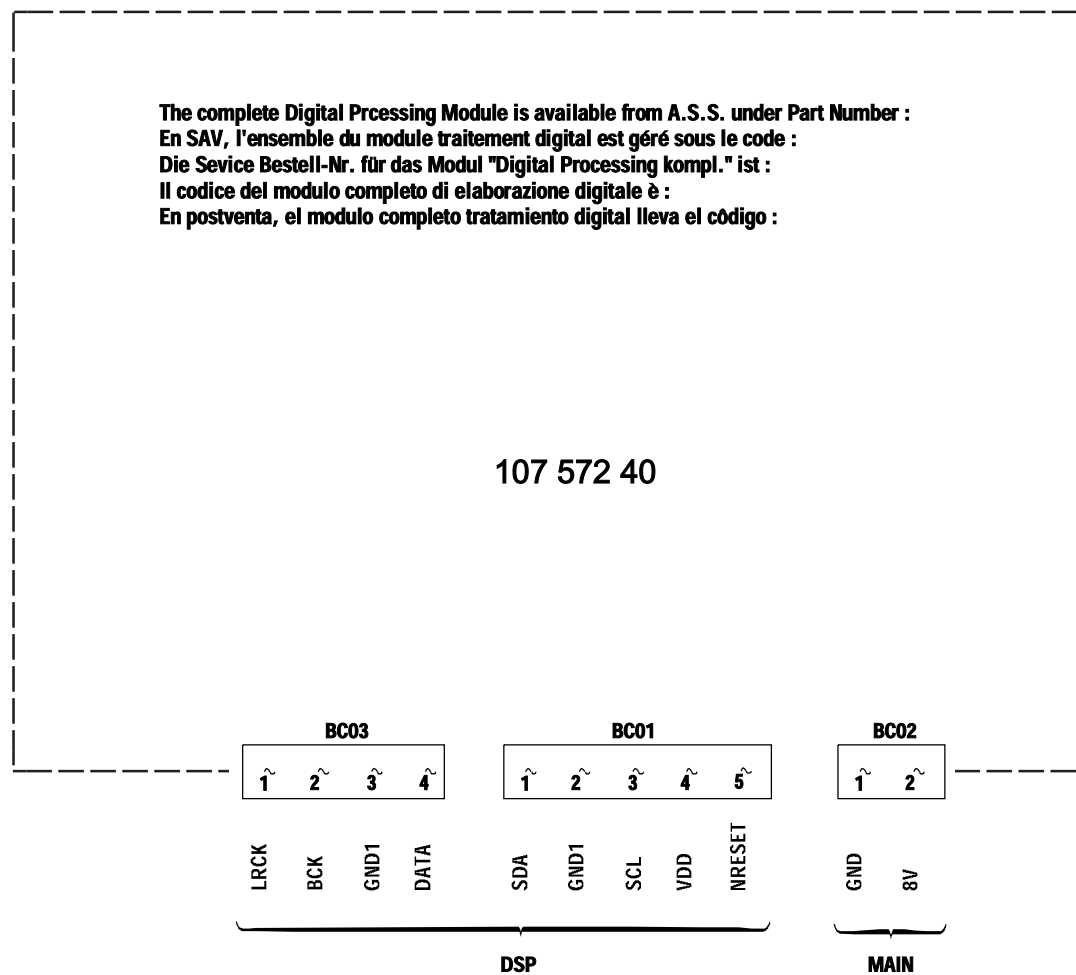 The complete Digital Prcessing Module is available from A.S.S. under Part Number :
En SAV, l'ensemble du module traitement digital est géré sous le code :
Die Sevice Bestell-Nr. für das Modul "Digital Processing kompl." ist :
Il codice del modulo completo di elaborazione digitale è :
En postventa, el modulo completo tratamiento digital lleva el côdigo :
107 572 40
BC03 BC01 BC02
1~ 2~ 3~ 4~ 1~ 2~ 3~ 4~ 5~ 1~ 2~
LRCK BCK GND1 DATA SDA GND1 SCL VDD NRESET GND 8V
DSP MAIN